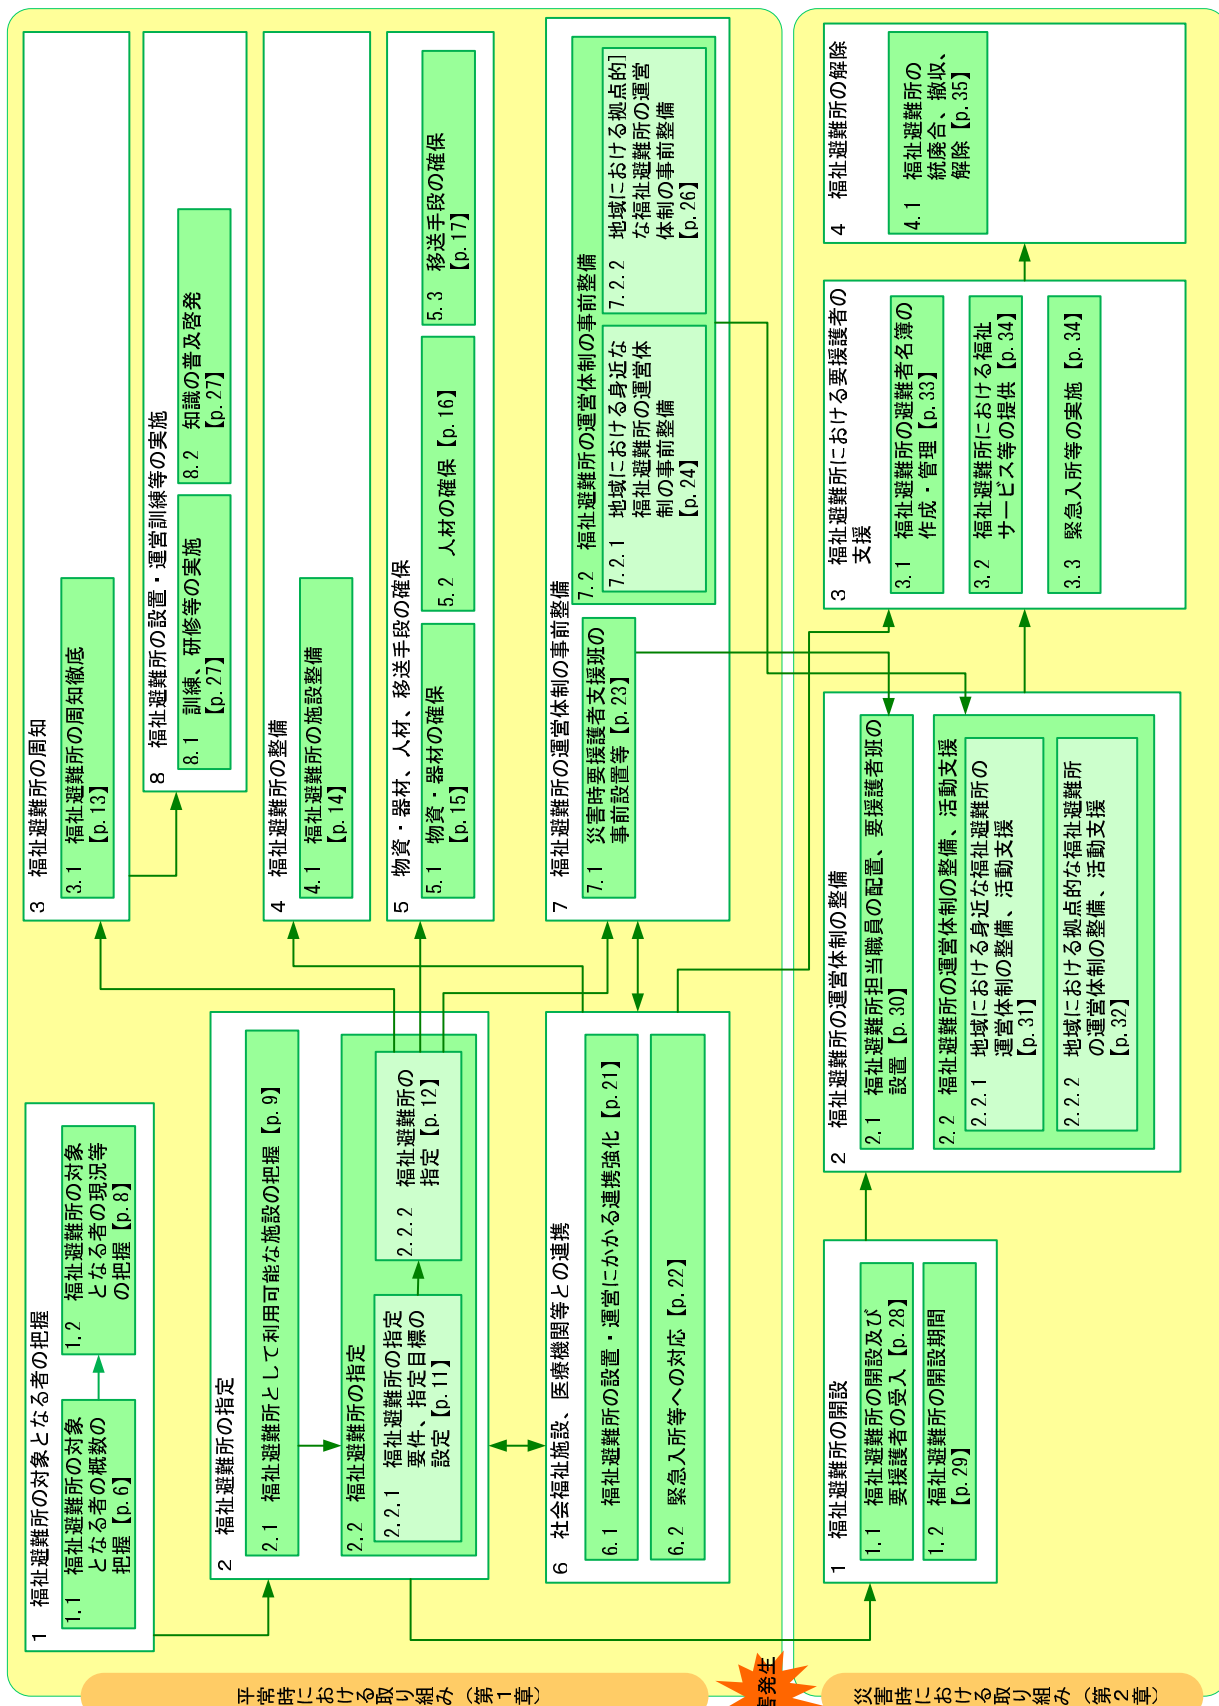 平常時における取り組み（第１章）
1　福祉避難所の対象となる者の把握
1.1　福祉避難所の対象
となる者の概数の
把握【p.6】
1.2　福祉避難所の対象
となる者の現況等
の把握【p.8】
2　福祉避難所の指定
2.1　福祉避難所として利用可能な施設の把握【p.9】
2.2　福祉避難所の指定
2.2.1　福祉避難所の指定
要件、指定目標の
設定【p.11】
2.2.2　福祉避難所の
指定【p.12】
6　社会福祉施設、医療機関等との連携
6.1　福祉避難所の設置・運営にかかる連携強化【p.21】
6.2　緊急入所等への対応【p.22】
3　福祉避難所の周知
3.1　福祉避難所の周知徹底
【p.13】
8　福祉避難所の設置・運営訓練等の実施
8.1　訓練、研修等の実施
【p.27】
8.2　知識の普及啓発
【p.27】
4　福祉避難所の整備
4.1　福祉避難所の施設整備
【p.14】
5　物資・器材、人材、移送手段の確保
5.1　物資・器材の確保
【p.15】
5.2　人材の確保【p.16】
5.3　移送手段の確保
【p.17】
7　福祉避難所の運営体制の事前整備
7.1　災害時要援護者支援班の
事前設置等【p.23】
7.2　福祉避難所の運営体制の事前整備
7.2.1　地域における身近な
福祉避難所の運営体
制の事前整備
【p.24】
7.2.2　地域における拠点的]
な福祉避難所の運営
体制の事前整備
【p.26】
害発生
災害時における取り組み（第２章）
1　福祉避難所の開設
1.1　福祉避難所の開設及び
要援護者の受入【p.28】
1.2　福祉避難所の開設期間
【p.29】
2　福祉避難所の運営体制の整備
2.1　福祉避難所担当職員の配置、要援護者班の
設置【p.30】
2.2　福祉避難所の運営体制の整備、活動支援
2.2.1　地域における身近な福祉避難所の
運営体制の整備、活動支援
【p.31】
2.2.2　地域における拠点的な福祉避難所
の運営体制の整備、活動支援
【p.32】
3　福祉避難所における要援護者の
支援
3.1　福祉避難所の避難者名簿の
作成・管理【p.33】
3.2　福祉避難所における福祉
サービス等の提供【p.34】
3.3　緊急入所等の実施【p.34】
4　福祉避難所の解除
4.1　福祉避難所の
統廃合、撤収、
解除【p.35】